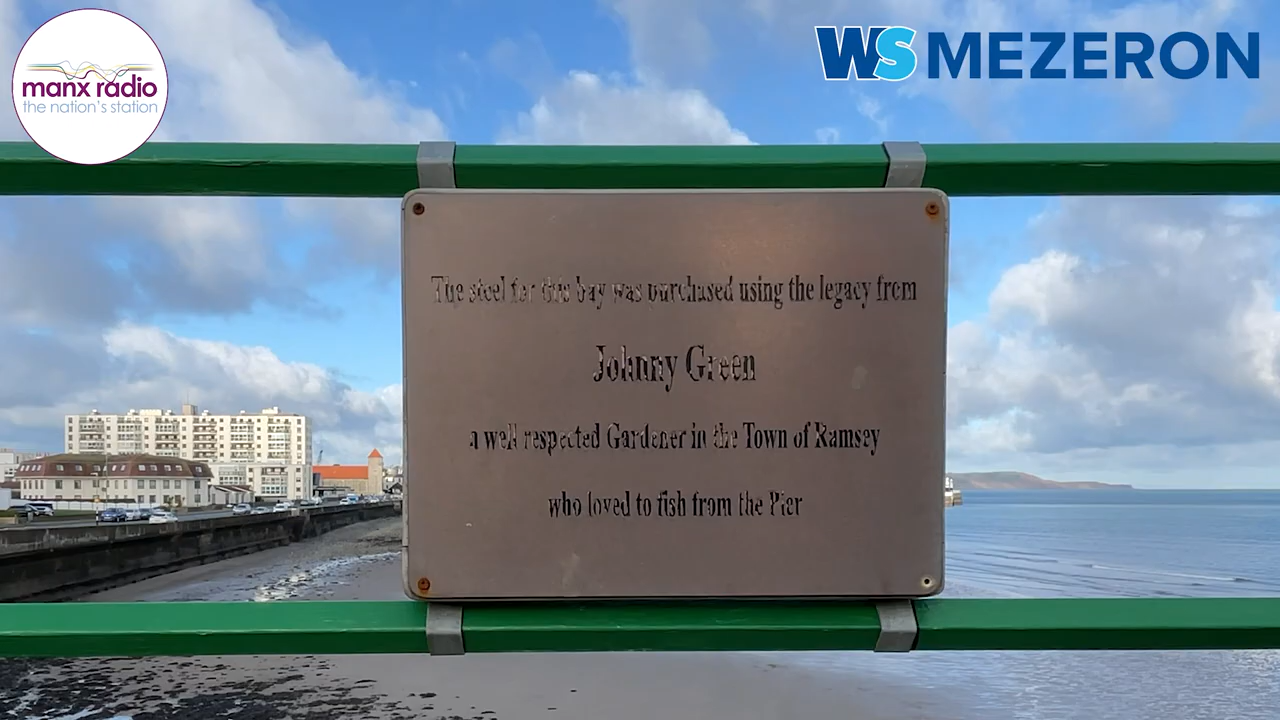 manx radio
the nation's station
WS MEZERON
The steel for this bay was purchased using the legacy from
Johnny Green
a well respected Gardener in the Town of Ramsey
who loved to fish from the Pier